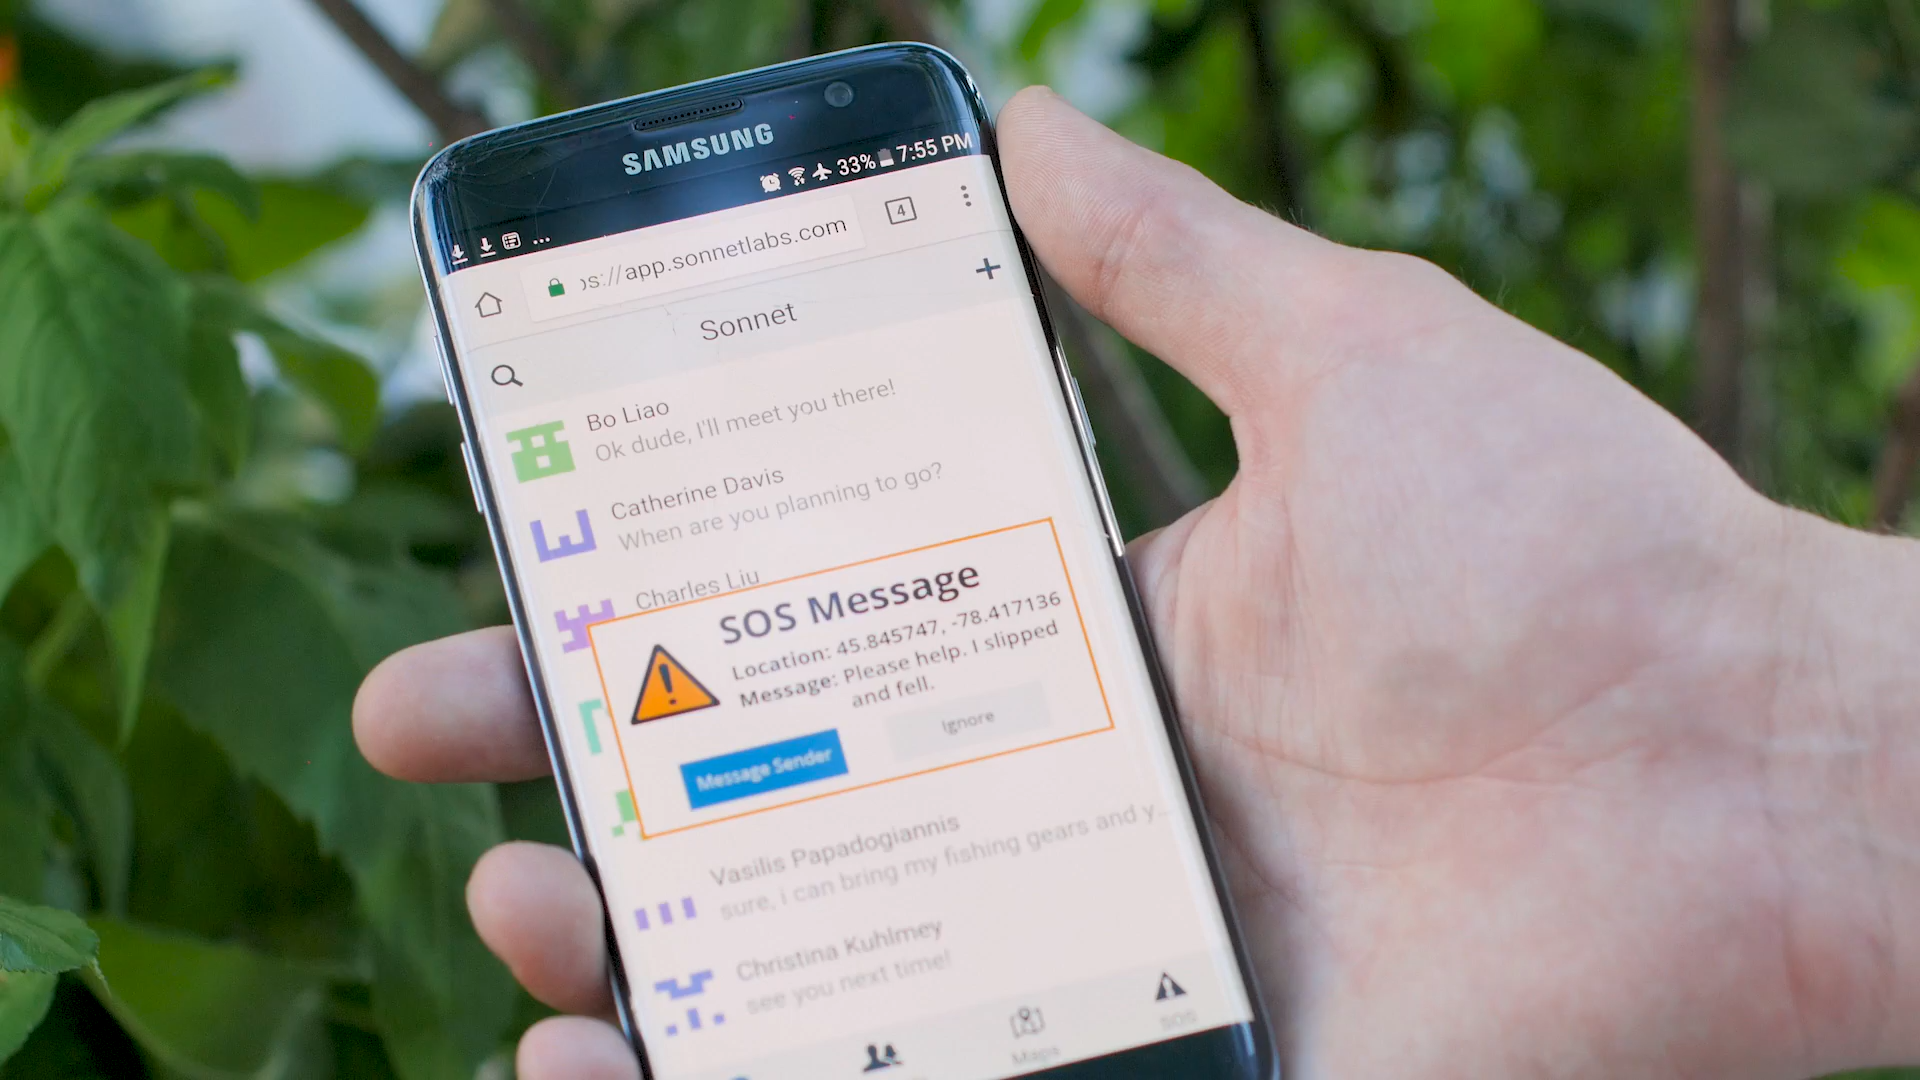 SAMSUNG
33% 7:55 PM
os://app.sonnetlabs.com
4
Sonnet
Bo Liao
Ok dude, I'll meet you there!
Catherine Davis
When are you planning to go?
Charles Liu
SOS Message
Location: 45.845747, -78.417136
Message: Please help. I slipped
and fell.
Message Sender
Ignore
Vasilis Papadogiannis
sure, i can bring my fishing gears and y...
Christina Kuhlmey
see you next time!
Maps
SOS